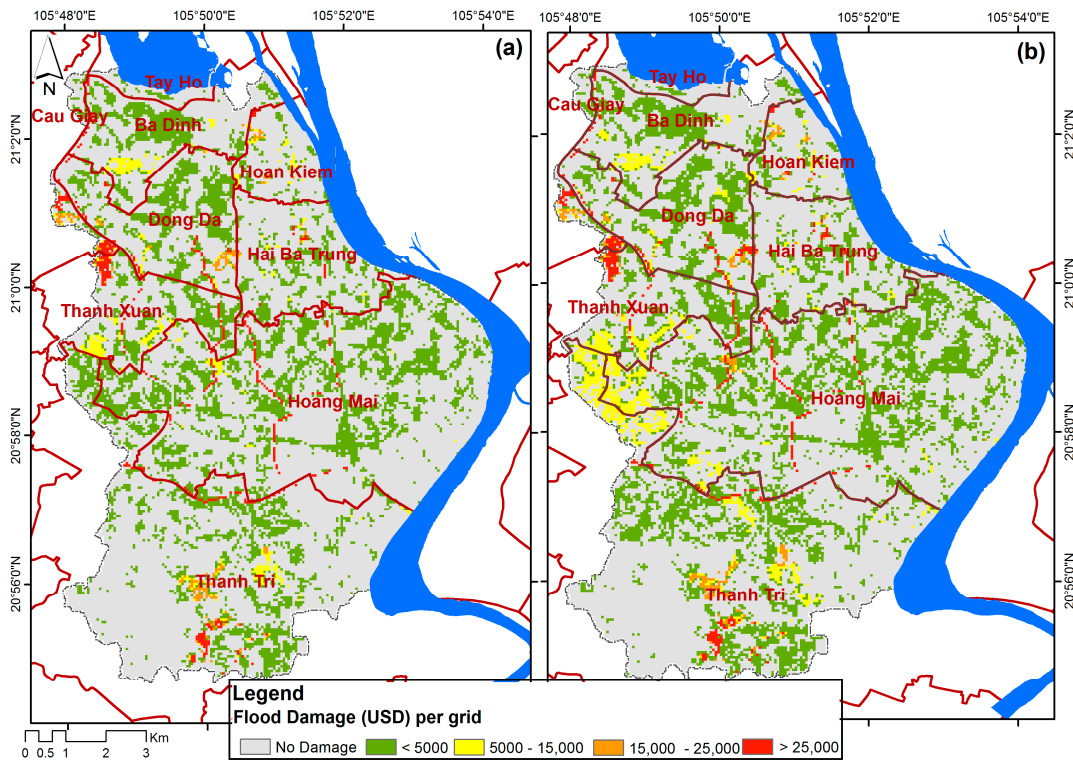 105°48'0"E 105°50'0"E 105°52'0"E 105°54'0"E
(a)
N
Tay Ho
Cau Giay
Ba Dinh
Hoan Kiem
Dong Da
Hai Ba Trung
Thanh Xuan
Hoang Mai
Thanh Tri
21°2'0"N
21°0'0"N
20°58'0"N
20°56'0"N
105°48'0"E 105°50'0"E 105°52'0"E 105°54'0"E
(b)
Tay Ho
Cau Giay
Ba Dinh
Hoan Kiem
Dong Da
Hai Ba Trung
Thanh Xuan
Hoang Mai
Thanh Tri
21°2'0"N
21°0'0"N
20°58'0"N
20°56'0"N
Legend
Flood Damage (USD) per grid
No Damage < 5000 5000 - 15,000 15,000 - 25,000 > 25,000
Km
0 0.5 1 2 3